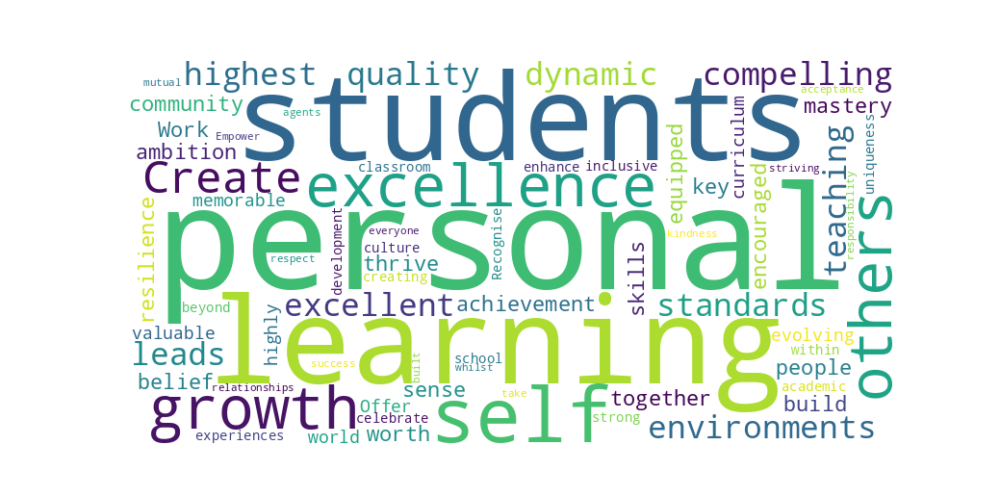 mutual
highest
quality
dynamic
compelling
community
students
agents
acceptance
mastery
Work
Empower
ambition
classroom
enhance
inclusive
equipped
curriculum
striving
teaching
uniqueness
Create
excellence
key
memorable
encouraged
responsibility
resilience
personal
others
development
everyone
culture
respect
thrive
creating
Recognise
kindness
skills
beyond
highly
excellent
achievement
standards
valuable
learning
evolving
leads
within
school
whilst
success
built
people
belief
relationships
sense
take
academic
growth
Offer
celebrate
self
together
strong
build
experiences
world
worth
environments